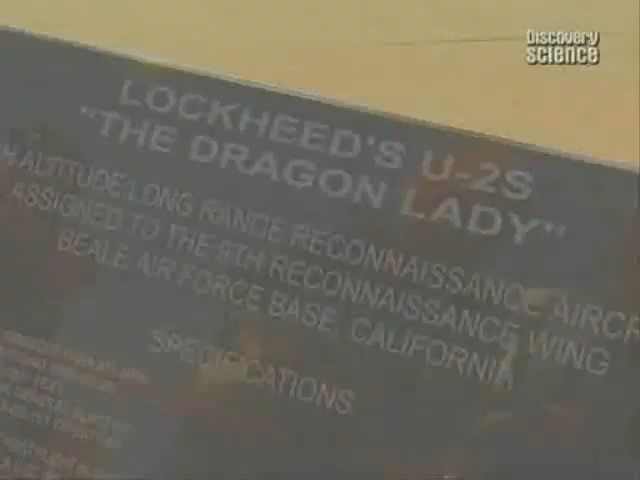 Discovery
SCIENCE
LOCKHEED'S U-2S
"THE DRAGON LADY"
H ALTITUDE LONG RANGE RECONNAISSANCE AIRCR
ASSIGNED TO THE 9TH RECONNAISSANCE WING
BEALE AIR FORCE BASE, CALIFORNIA
SPECIFICATIONS